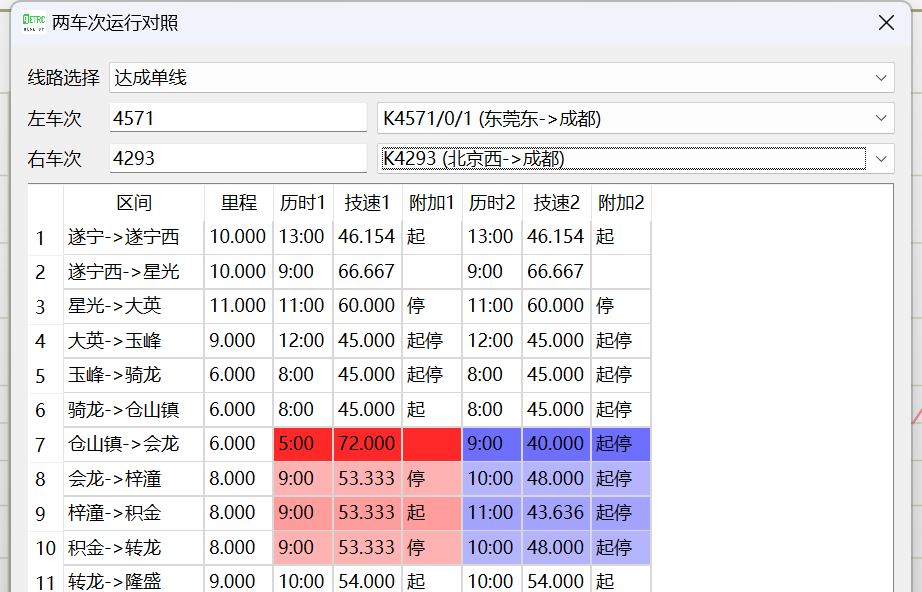 两车次运行对照
线路选择 达成单线
左车次 4571 K4571/0/1 (东莞东->成都)
右车次 4293 K4293 (北京西->成都)
区间 里程 历时1 技速1 附加1 历时2 技速2 附加2
1 遂宁->遂宁西 10.000 13:00 46.154 起 13:00 46.154 起
2 遂宁西->星光 10.000 9:00 66.667 9:00 66.667
3 星光->大英 11.000 11:00 60.000 停 11:00 60.000 停
4 大英->玉峰 9.000 12:00 45.000 起停 12:00 45.000 起停
5 玉峰->骑龙 6.000 8:00 45.000 起停 8:00 45.000 起停
6 骑龙->仓山镇 6.000 8:00 45.000 起 8:00 45.000 起停
7 仓山镇->会龙 6.000 5:00 72.000 9:00 40.000 起停
8 会龙->梓潼 8.000 9:00 53.333 停 10:00 48.000 起停
9 梓潼->积金 8.000 9:00 53.333 起 11:00 43.636 起停
10 积金->转龙 8.000 9:00 53.333 停 10:00 48.000 起停
11 转龙->隆盛 9.000 10:00 54.000 起 10:00 54.000 起